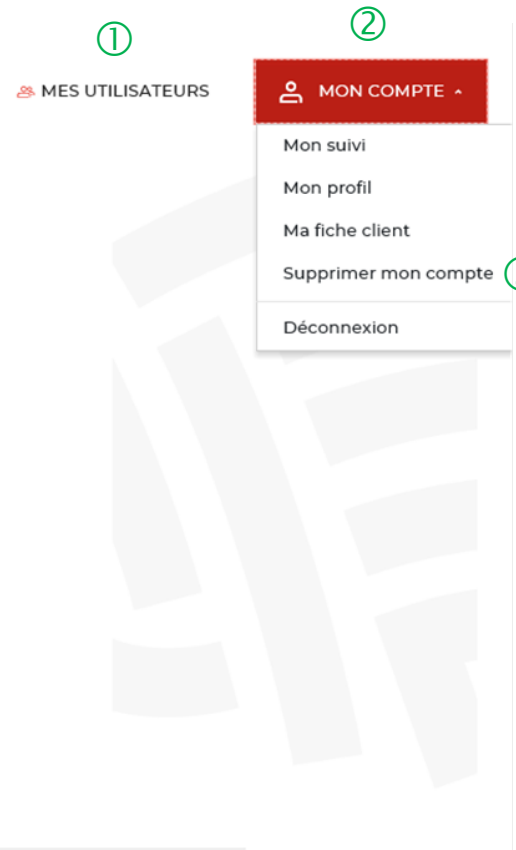 ① ②
MES UTILISATEURS MON COMPTE
Mon suivi
Mon profil
Ma fiche client
Supprimer mon compte
Déconnexion